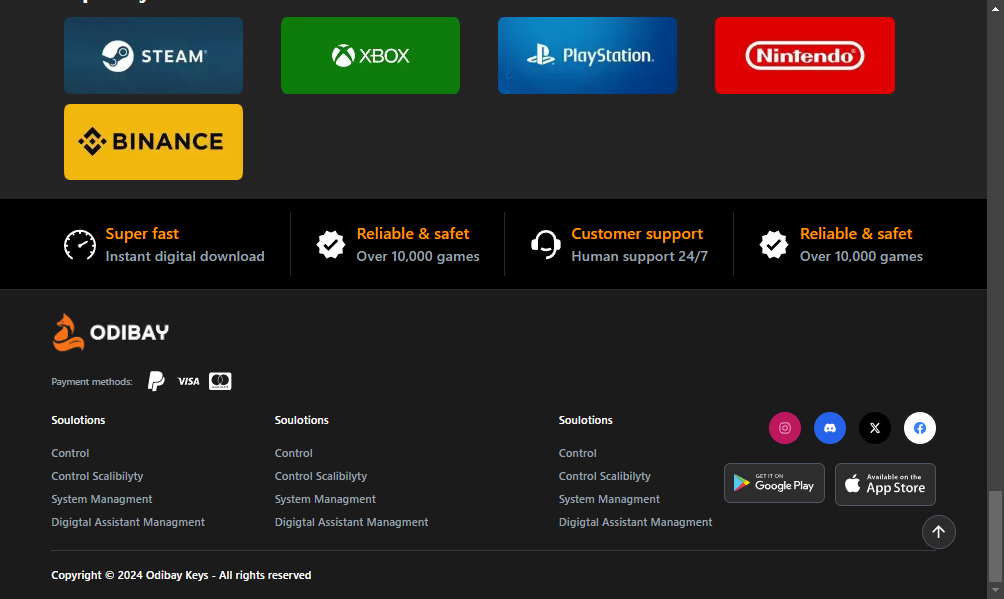 STEAM
XBOX
PlayStation
Nintendo
BINANCE
Super fast
Instant digital download
Reliable & safet
Over 10,000 games
Customer support
Human support 24/7
Reliable & safet
Over 10,000 games
ODIBAY
Payment methods:
VISA
Soulotions
Control
Control Scalibilyty
System Managment
Digigtal Assistant Managment
Soulotions
Control
Control Scalibilyty
System Managment
Digigtal Assistant Managment
Soulotions
Control
Control Scalibilyty
System Managment
Digigtal Assistant Managment
GET IT ON
Google Play
Available on the
App Store
Copyright © 2024 Odibay Keys - All rights reserved